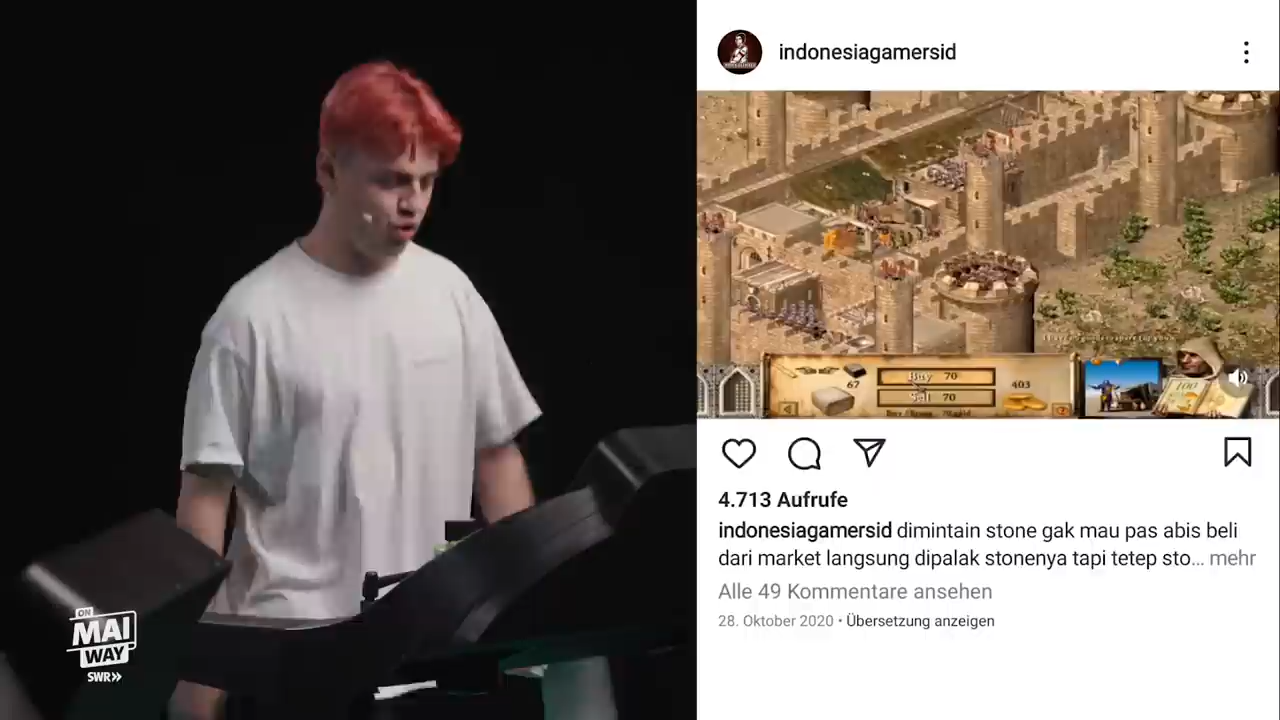 indonesiagamersid
67
Buy 70
Sell 70
403
100
4.713 Aufrufe
indonesiagamersid dimintain stone gak mau pas abis beli
dari market langsung dipalak stonenya tapi tetep sto... mehr
Alle 49 Kommentare ansehen
28. Oktober 2020 • Übersetzung anzeigen
ON
MAI
WAY
SWR»